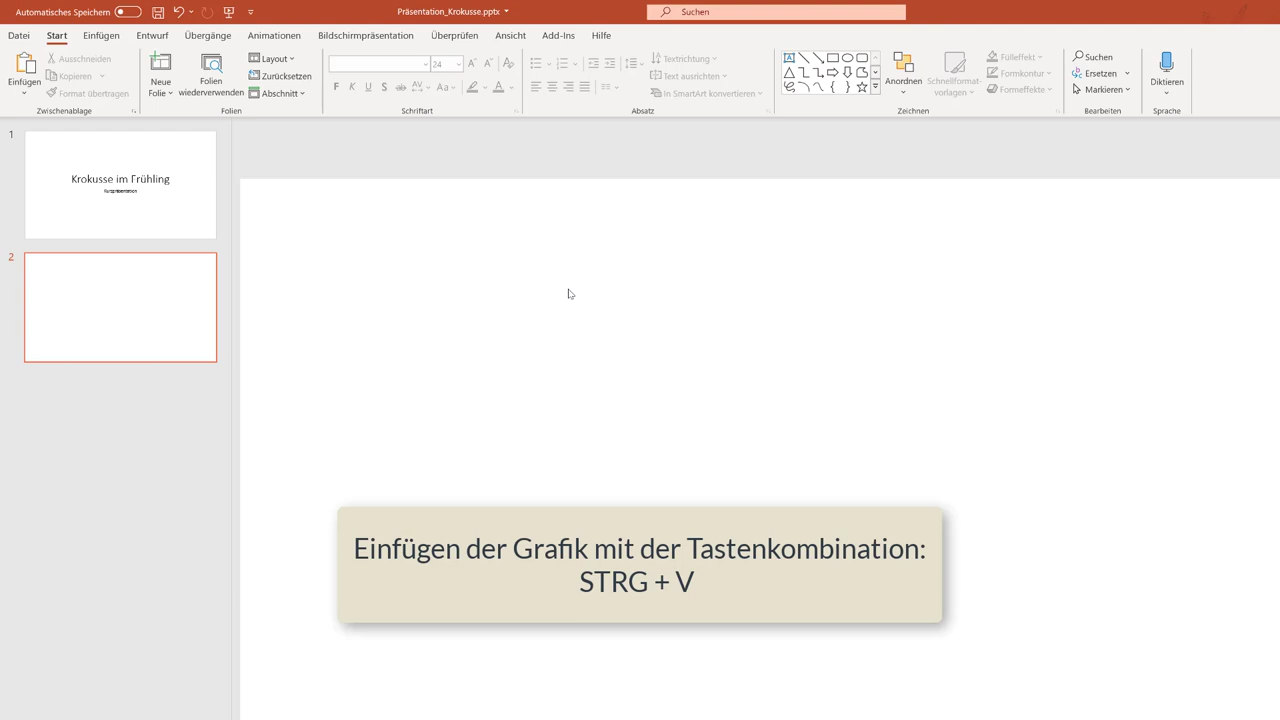 Automatisches Speichern
Präsentation_Krokusse.pptx
Suchen
Datei Start Einfügen Entwurf Übergänge Animationen Bildschirmpräsentation Überprüfen Ansicht Add-Ins Hilfe
Einfügen
Ausschneiden
Kopieren
Format übertragen
Zwischenablage
Neue
Folie
Folien
wiederverwenden
Layout
Zurücksetzen
Abschnitt
Folien
24
F K U S ab AV Aa
Schriftart
Textrichtung
Text ausrichten
In SmartArt konvertieren
Absatz
Anordnen
Schnellformat-
vorlagen
Fülleffekt
Formkontur
Formeffekte
Zeichnen
Suchen
Ersetzen
Markieren
Bearbeiten
Diktieren
Sprache
1
Krokusse im Frühling
Kurzpräsentation
2
Einfügen der Grafik mit der Tastenkombination:
STRG + V